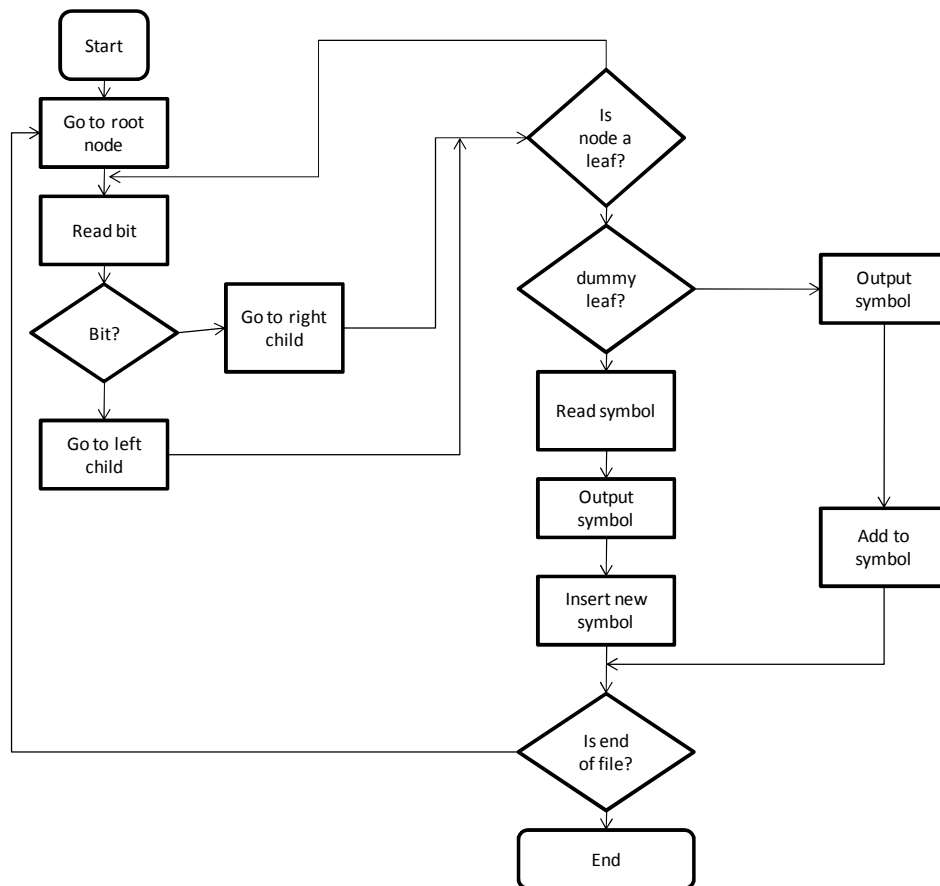 Start
Go to root
node
Read bit
Bit?
Go to right
child
Go to left
child
Is
node a
leaf?
dummy
leaf?
Output
symbol
Read symbol
Output
symbol
Add to
symbol
Insert new
symbol
Is end
of file?
End